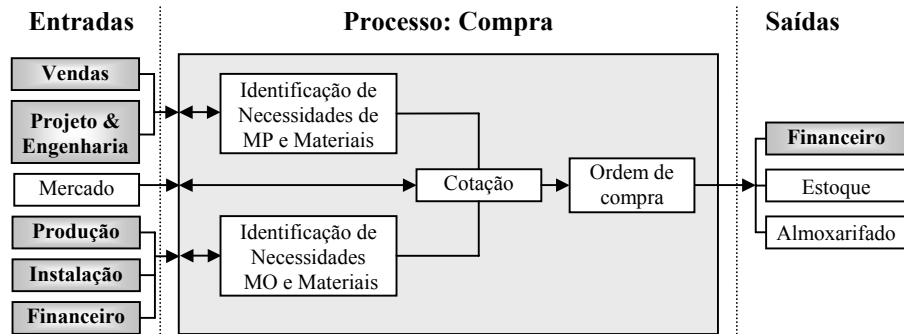 Entradas
Processo: Compra
Saídas
Vendas
Projeto &
Engenharia
Mercado
Produção
Instalação
Financeiro
Identificação de
Necessidades de
MP e Materiais
Cotação
Ordem de
compra
Identificação de
Necessidades
MO e Materiais
Financeiro
Estoque
Almoxarifado